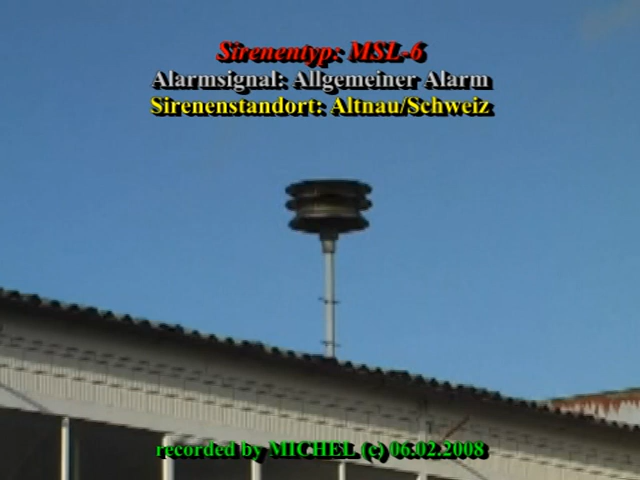 Sirenentyp: MSL-6
Alarmsignal: Allgemeiner Alarm
Sirenenstandort: Altnau/Schweiz
recorded by MICHEL (c) 06.02.2008